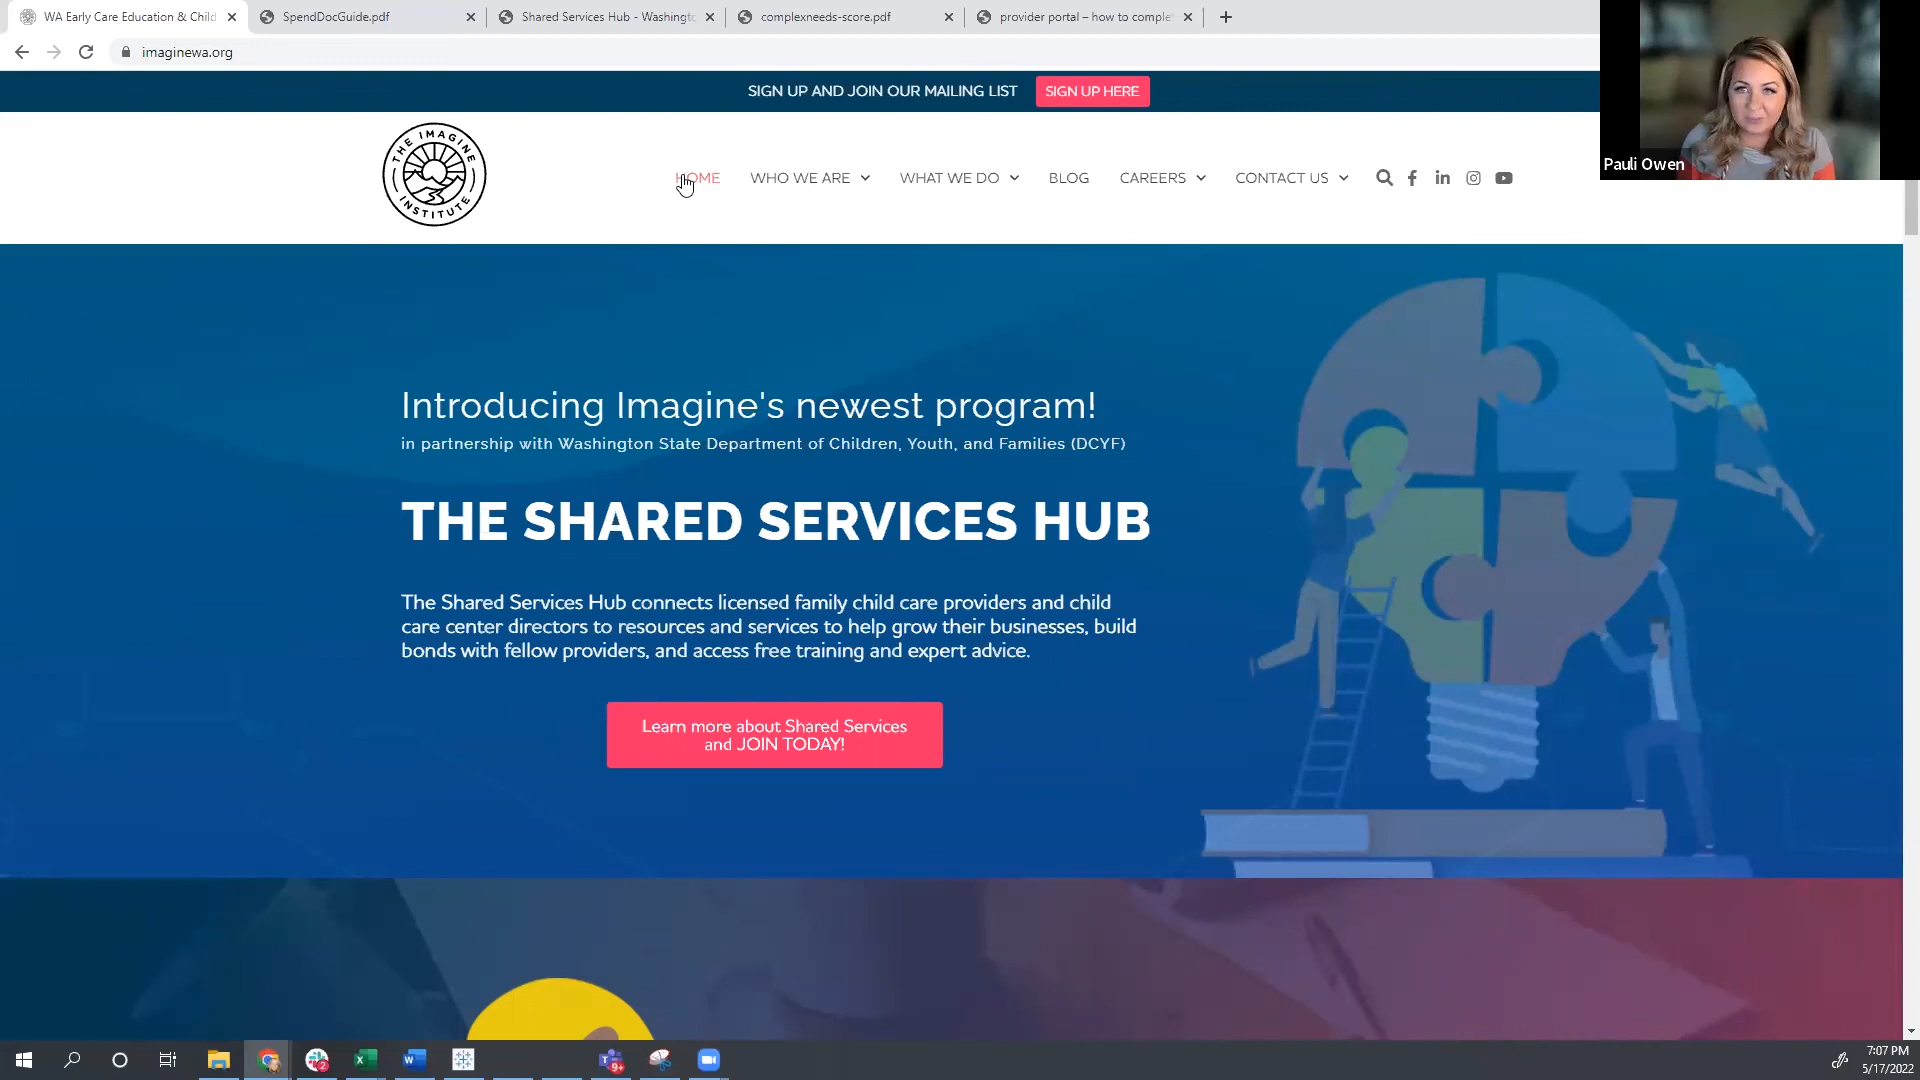 WA Early Care Education & Child
SpendDocGuide.pdf
Shared Services Hub - Washingto
complexneeds-score.pdf
provider portal – how to comple
imaginewa.org
SIGN UP AND JOIN OUR MAILING LIST
SIGN UP HERE
THE IMAGINE
INSTITUTE
HOME
WHO WE ARE
WHAT WE DO
BLOG
CAREERS
CONTACT US
Pauli Owen
Introducing Imagine's newest program!
in partnership with Washington State Department of Children, Youth, and Families (DCYF)
THE SHARED SERVICES HUB
The Shared Services Hub connects licensed family child care providers and child
care center directors to resources and services to help grow their businesses, build
bonds with fellow providers, and access free training and expert advice.
Learn more about Shared Services
and JOIN TODAY!
2
9+
7:07 PM
5/17/2022